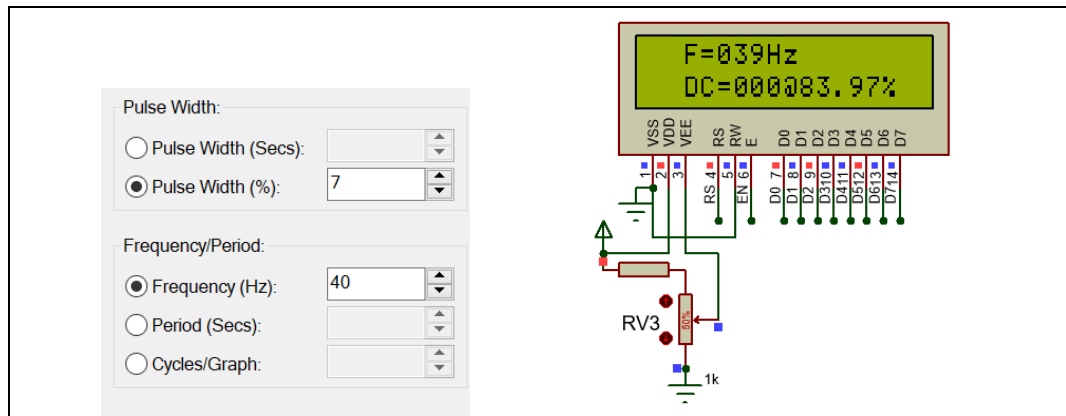 Pulse Width:
Pulse Width (Secs):
Pulse Width (%): 7
Frequency/Period:
Frequency (Hz): 40
Period (Secs):
Cycles/Graph:
F=039Hz
DC=000@83.97%
VSS VDD VEE RS RW E D0 D1 D2 D3 D4 D5 D6 D7
1 2 3 4 5 6 7 8 9 10 11 12 13 14
RS EN D0 D1 D2 D3 D4 D5 D6 D7
RV3
50%
1k